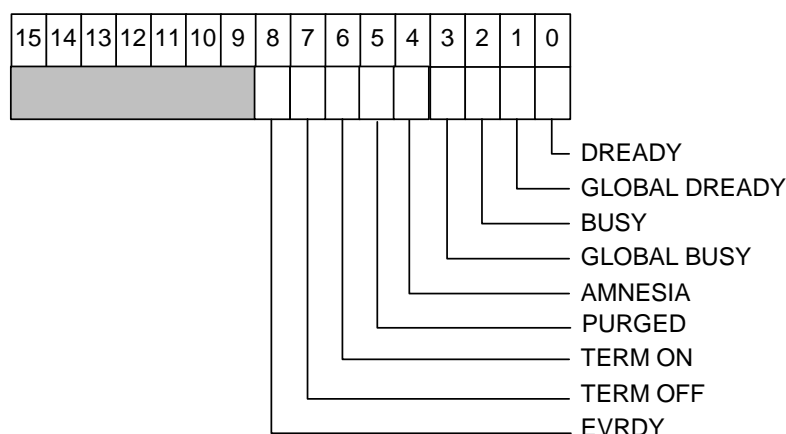 15 14 13 12 11 10 9 8 7 6 5 4 3 2 1 0
DREADY
GLOBAL DREADY
BUSY
GLOBAL BUSY
AMNESIA
PURGED
TERM ON
TERM OFF
EVRDY